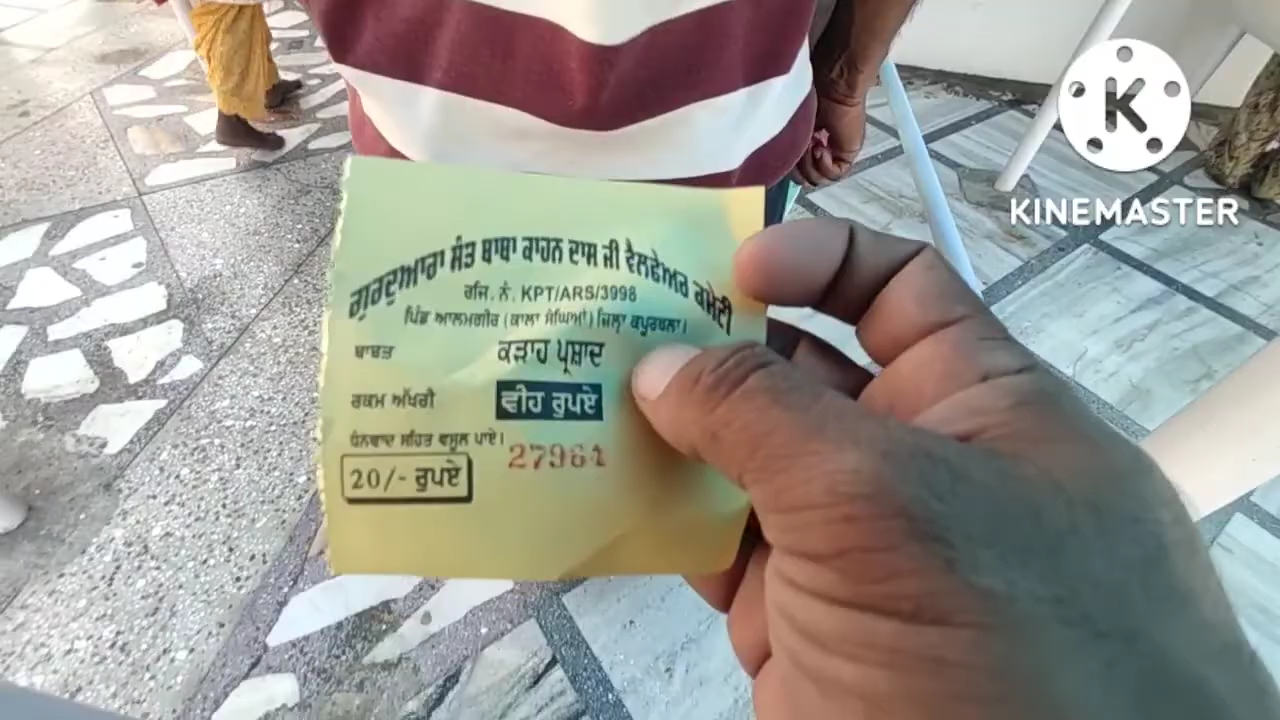 ਗੁਰਦੁਆਰਾ ਸੰਤ ਬਾਬਾ ਕਾਹਨ ਦਾਸ ਜੀ ਵੈਲਫੇਅਰ ਕਮੇਟੀ
ਰਜਿ. ਨੰ. KPT/ARS/3998
ਪਿੰਡ ਆਲਮਗੀਰ (ਕਾਲਾ ਸੰਘਿਆਂ) ਜ਼ਿਲ੍ਹਾ ਕਪੂਰਥਲਾ।
ਬਾਬਤ ਕੜਾਹ ਪ੍ਰਸ਼ਾਦ
ਰਕਮ ਅੱਖਰੀ ਵੀਹ ਰੁਪਏ
ਧੰਨਵਾਦ ਸਹਿਤ ਵਸੂਲ ਪਾਏ।
27964
20/- ਰੁਪਏ
K
KINEMASTER